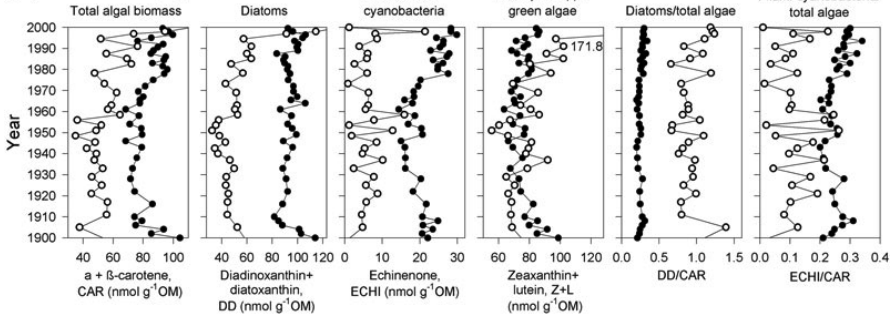 Total algal biomass
Diatoms
cyanobacteria
green algae
Diatoms/total algae
total algae
Year
2000
1990
1980
1970
1960
1950
1940
1930
1920
1910
1900
171.8
40 60 80 100
0 40 80 120
0 10 20 30
60 80 100 120
0.0 0.5 1.0 1.5
0.0 0.1 0.2 0.3 0.4
a + ß-carotene,
CAR (nmol g-1OM)
Diadinoxanthin+
diatoxanthin,
DD (nmol g-1OM)
Echinenone,
ECHI (nmol g-1OM)
Zeaxanthin+
lutein, Z+L
(nmol g-1OM)
DD/CAR
ECHI/CAR